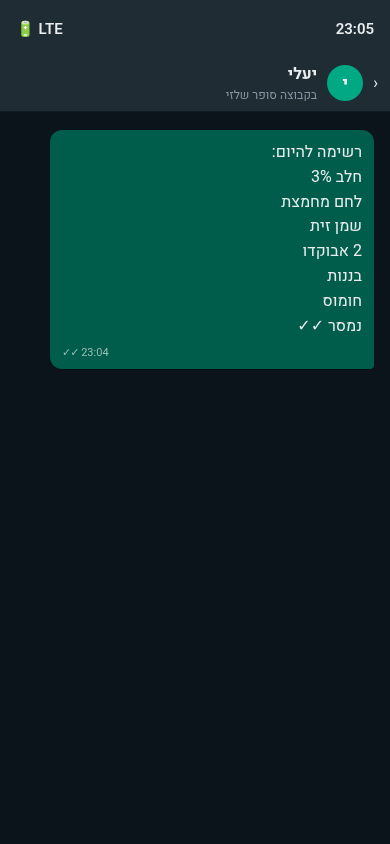 23:05
🔋 LTE
‹
י
יעלי
בקבוצה סופר שלזי
רשימה להיום:
חלב 3%
לחם מחמצת
שמן זית
2 אבוקדו
בננות
חומוס
נמסר ✓✓
23:04 ✓✓